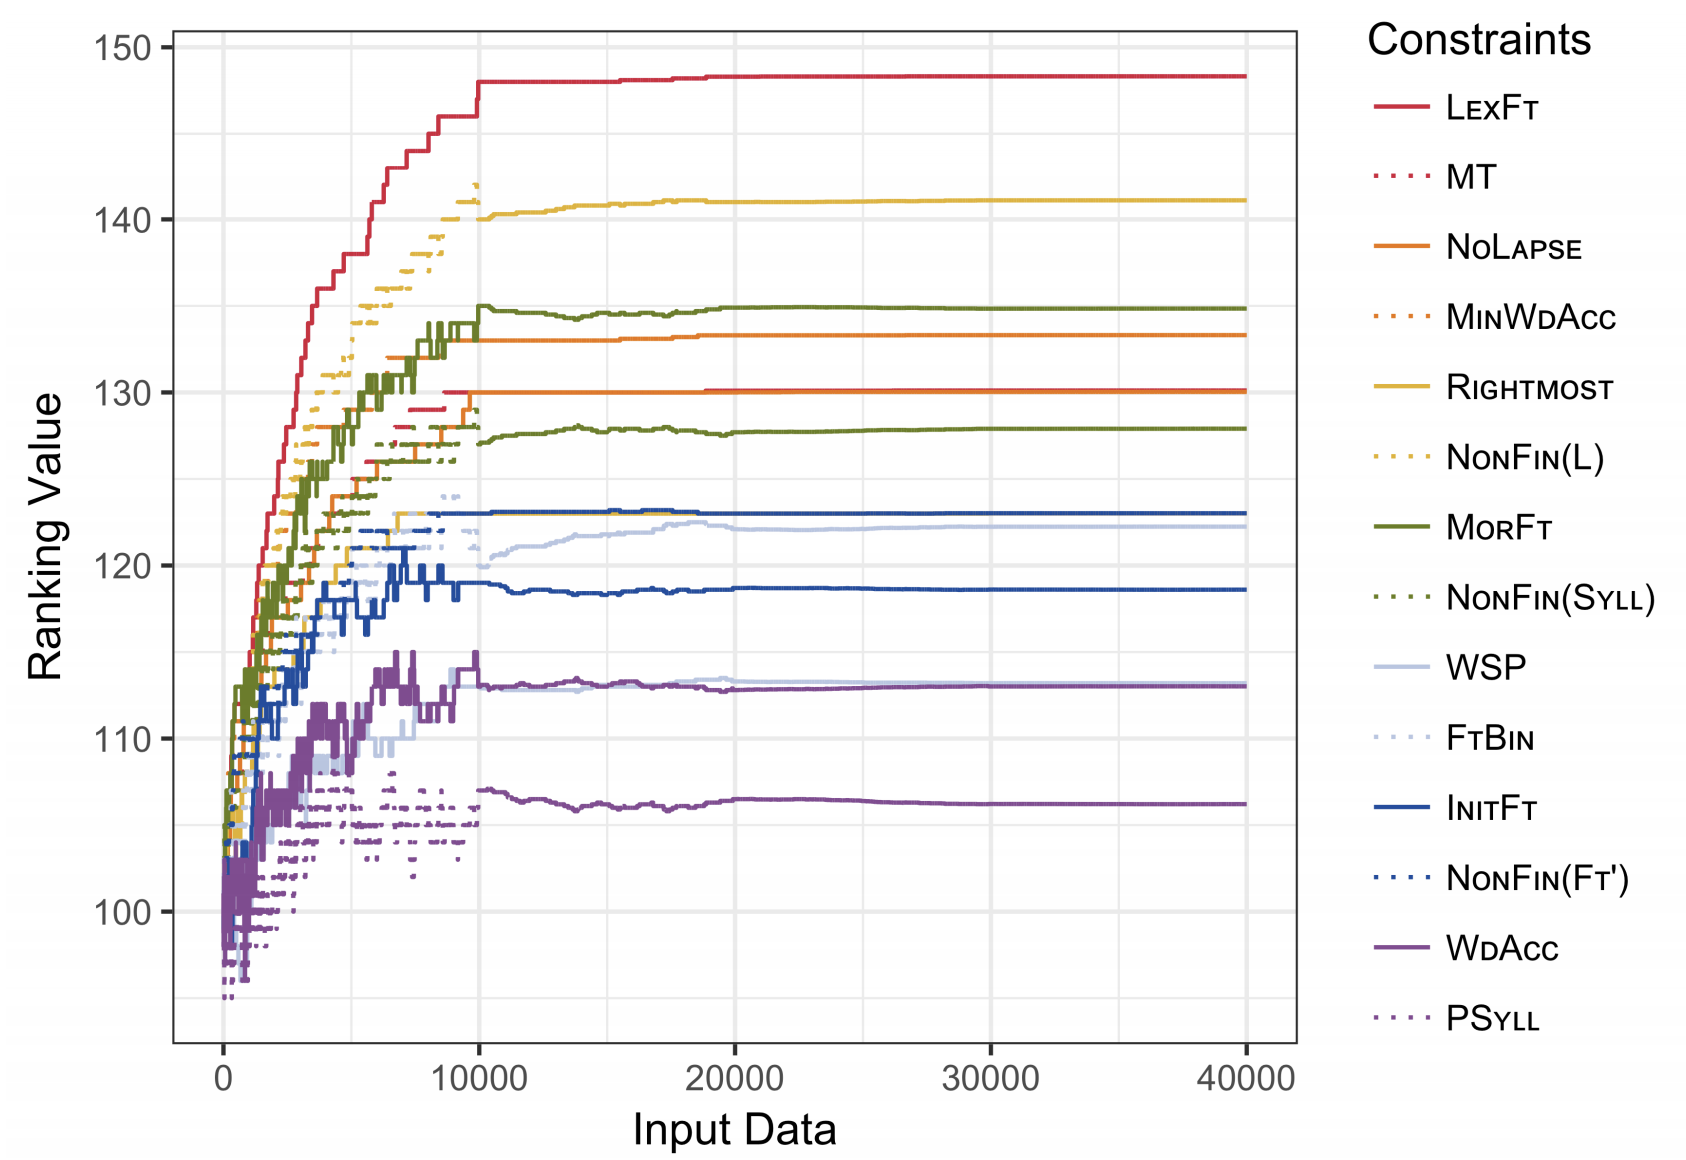 Constraints
LexFt
MT
NoLapse
MinWdAcc
Rightmost
NonFin(L)
MorFt
NonFin(Syll)
WSP
FtBin
InitFt
NonFin(Ft')
WdAcc
PSyll
Ranking Value
150
140
130
120
110
100
0 10000 20000 30000 40000
Input Data